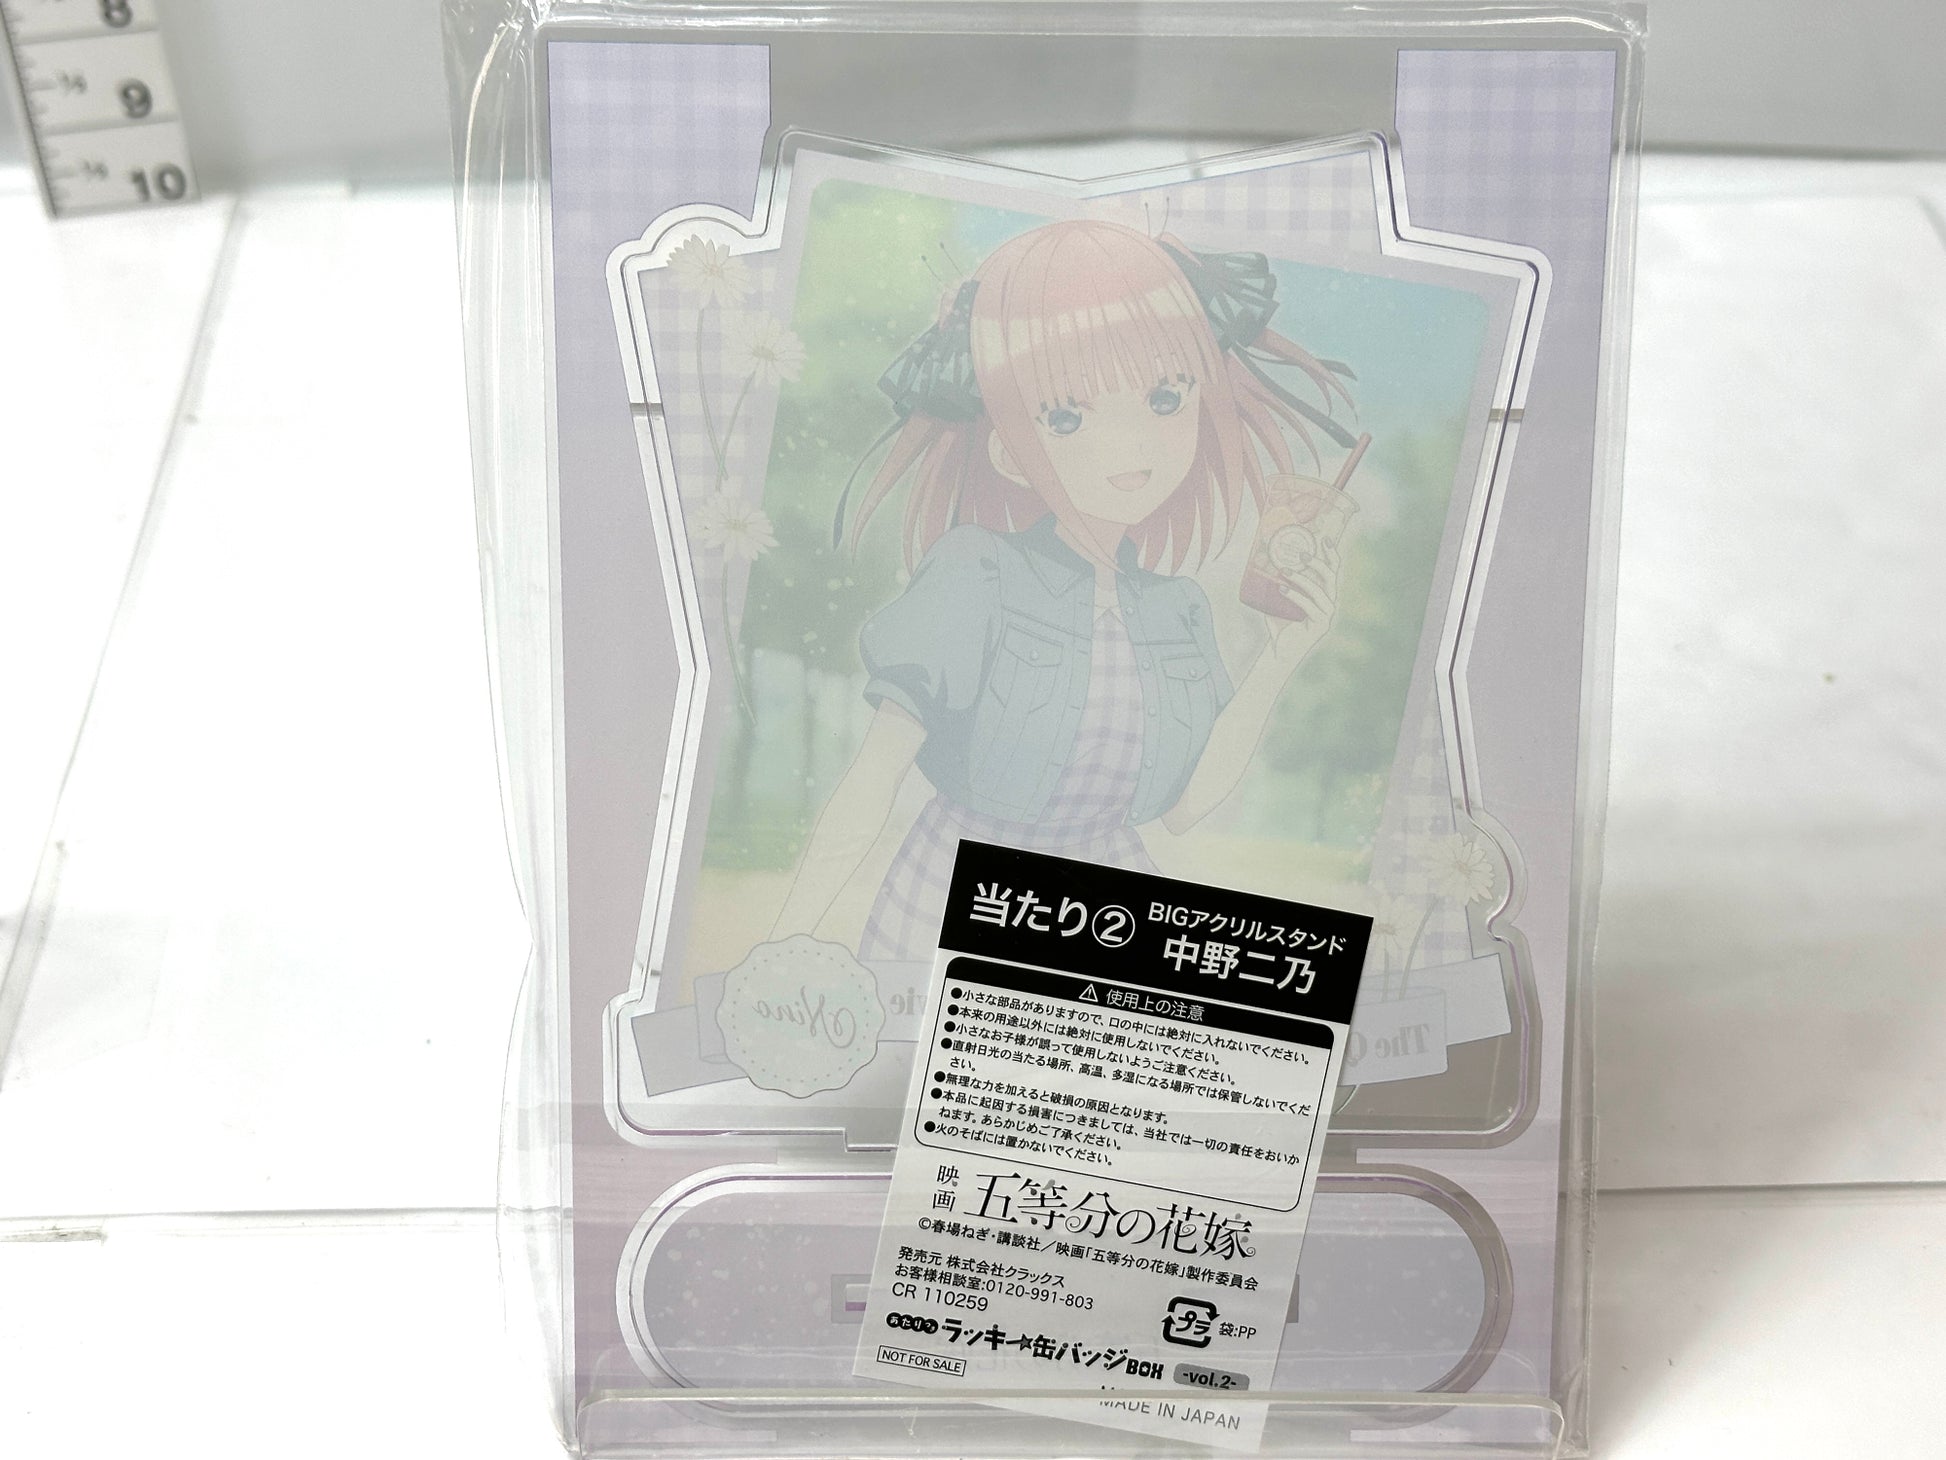 8
9
10
当たり② BIGアクリルスタンド
中野二乃
⚠ 使用上の注意
●小さな部品がありますので、口の中には絶対に入れないでください。
●本来の用途以外には絶対に使用しないでください。
●小さなお子様が誤って使用しないようご注意ください。
●直射日光の当たる場所、高温、多湿になる場所では保管しないでくだ
さい。
●無理な力を加えると破損の原因となります。
●本品に起因する損害につきましては、当社では一切の責任をおいか
ねます。あらかじめご了承ください。
●火のそばには置かないでください。
映画 五等分の花嫁
©春場ねぎ・講談社／映画「五等分の花嫁」製作委員会
発売元 株式会社クラックス
お客様相談室:0120-991-803
CR 110259
プラ 袋:PP
あたりつき ラッキー★缶バッジBOX -vol.2-
NOT FOR SALE
MADE IN JAPAN
Nino
The Q